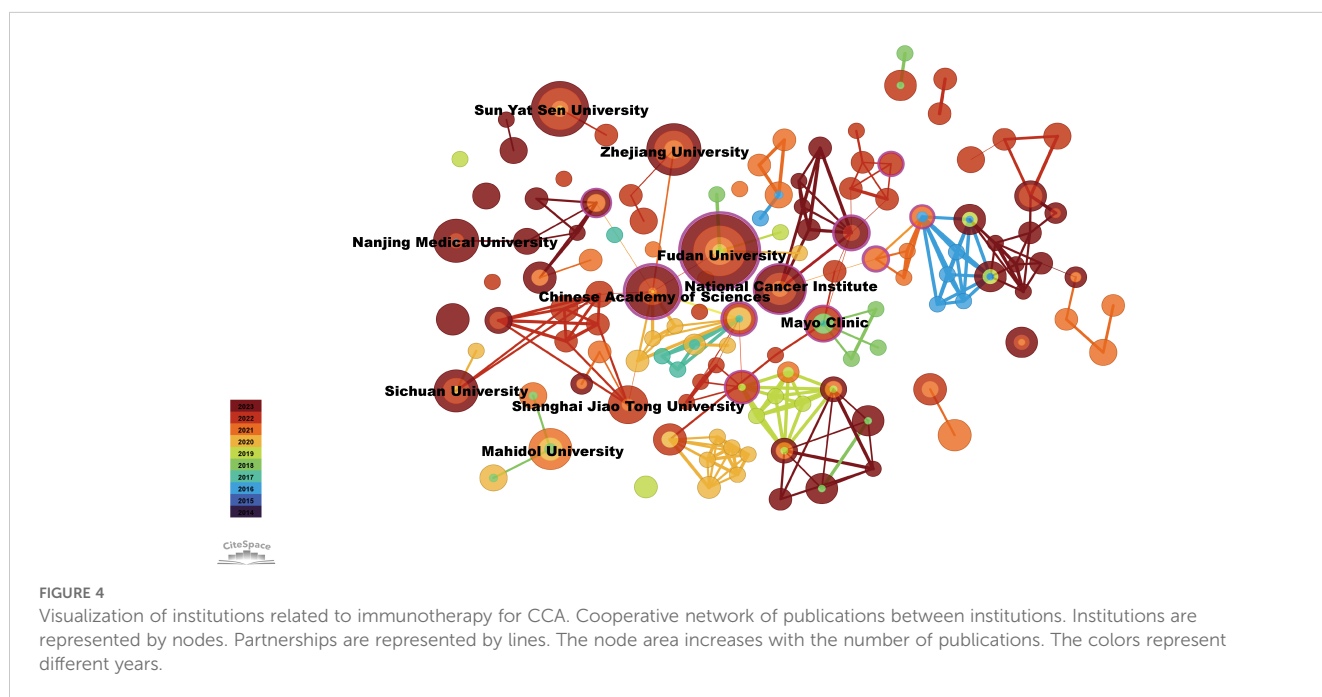 Sun Yat Sen University
Zhejiang University
Nanjing Medical University
Fudan University
National Cancer Institute
Chinese Academy of Sciences
Mayo Clinic
Sichuan University
Shanghai Jiao Tong University
Mahidol University
2023
2022
2021
2020
2019
2018
2017
2016
2015
2014
CiteSpace
FIGURE 4
Visualization of institutions related to immunotherapy for CCA. Cooperative network of publications between institutions. Institutions are
represented by nodes. Partnerships are represented by lines. The node area increases with the number of publications. The colors represent
different years.